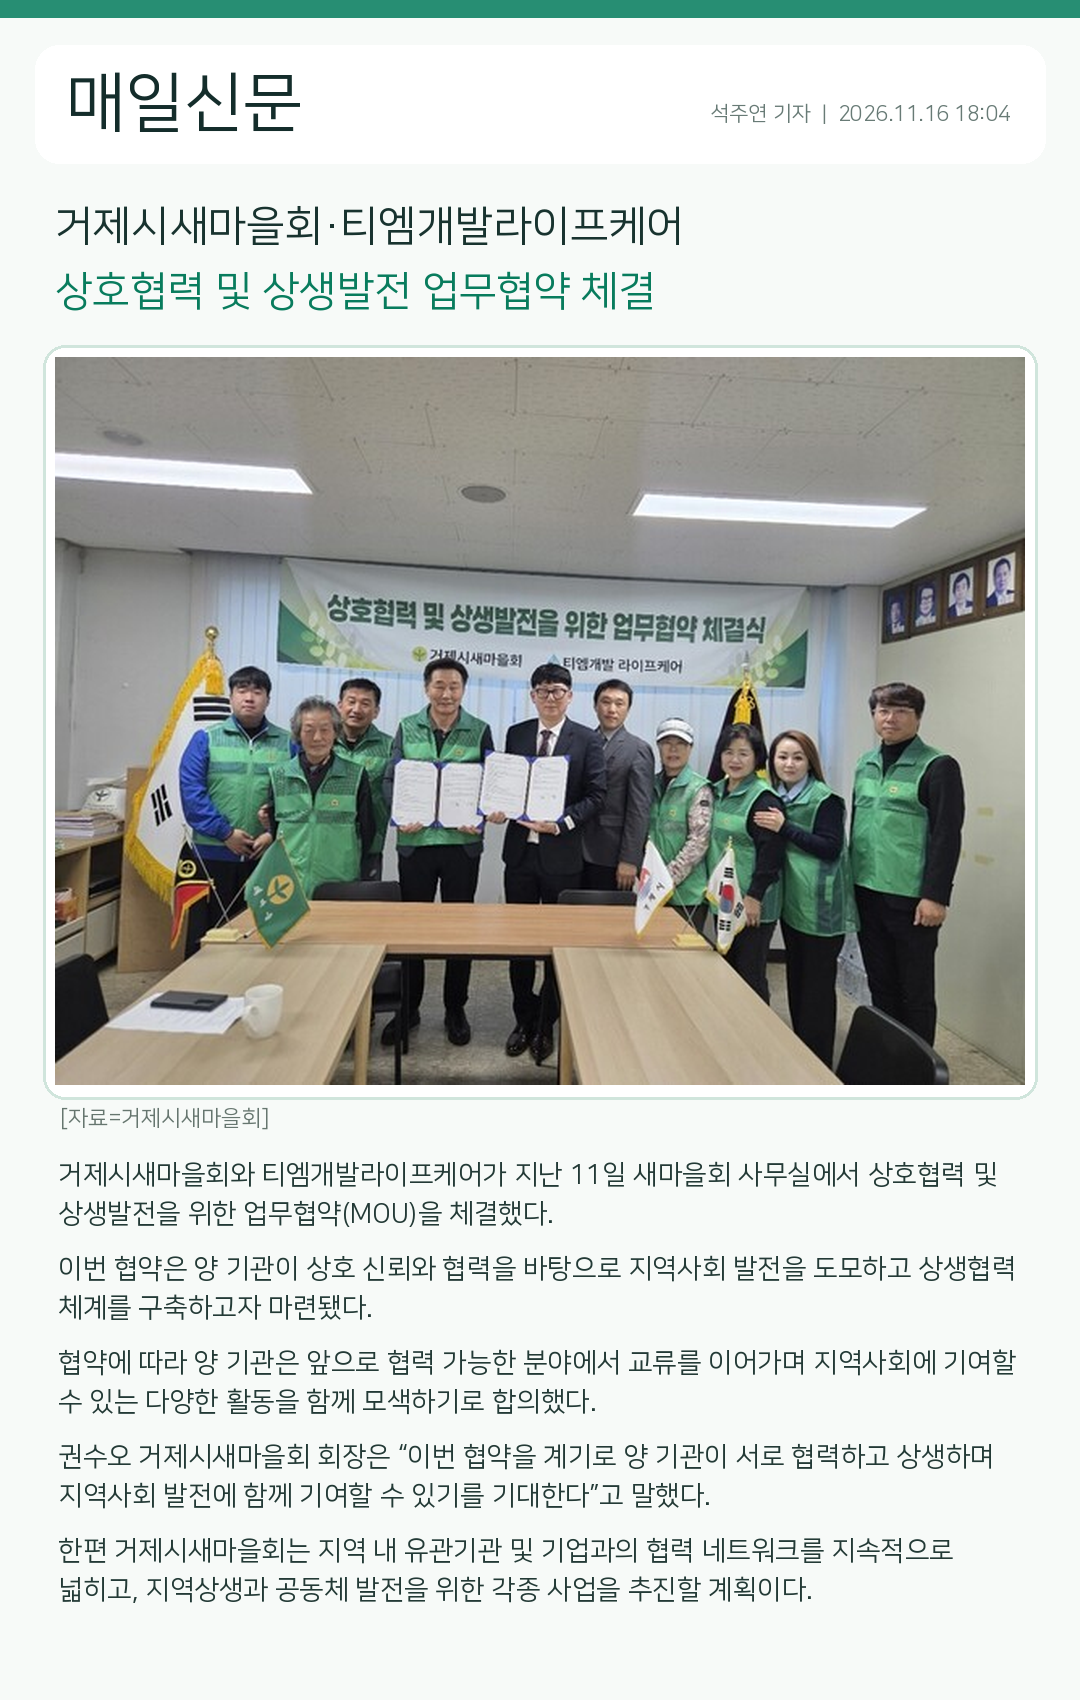 매일신문
석주연 기자 | 2026.11.16 18:04
거제시새마을회·티엠개발라이프케어
상호협력 및 상생발전 업무협약 체결
상호협력 및 상생발전을 위한 업무협약 체결식
거제시새마을회 티엠개발 라이프케어
[자료=거제시새마을회]
거제시새마을회와 티엠개발라이프케어가 지난 11일 새마을회 사무실에서 상호협력 및
상생발전을 위한 업무협약(MOU)을 체결했다.
이번 협약은 양 기관이 상호 신뢰와 협력을 바탕으로 지역사회 발전을 도모하고 상생협력
체계를 구축하고자 마련됐다.
협약에 따라 양 기관은 앞으로 협력 가능한 분야에서 교류를 이어가며 지역사회에 기여할
수 있는 다양한 활동을 함께 모색하기로 합의했다.
권수오 거제시새마을회 회장은 “이번 협약을 계기로 양 기관이 서로 협력하고 상생하며
지역사회 발전에 함께 기여할 수 있기를 기대한다”고 말했다.
한편 거제시새마을회는 지역 내 유관기관 및 기업과의 협력 네트워크를 지속적으로
넓히고, 지역상생과 공동체 발전을 위한 각종 사업을 추진할 계획이다.